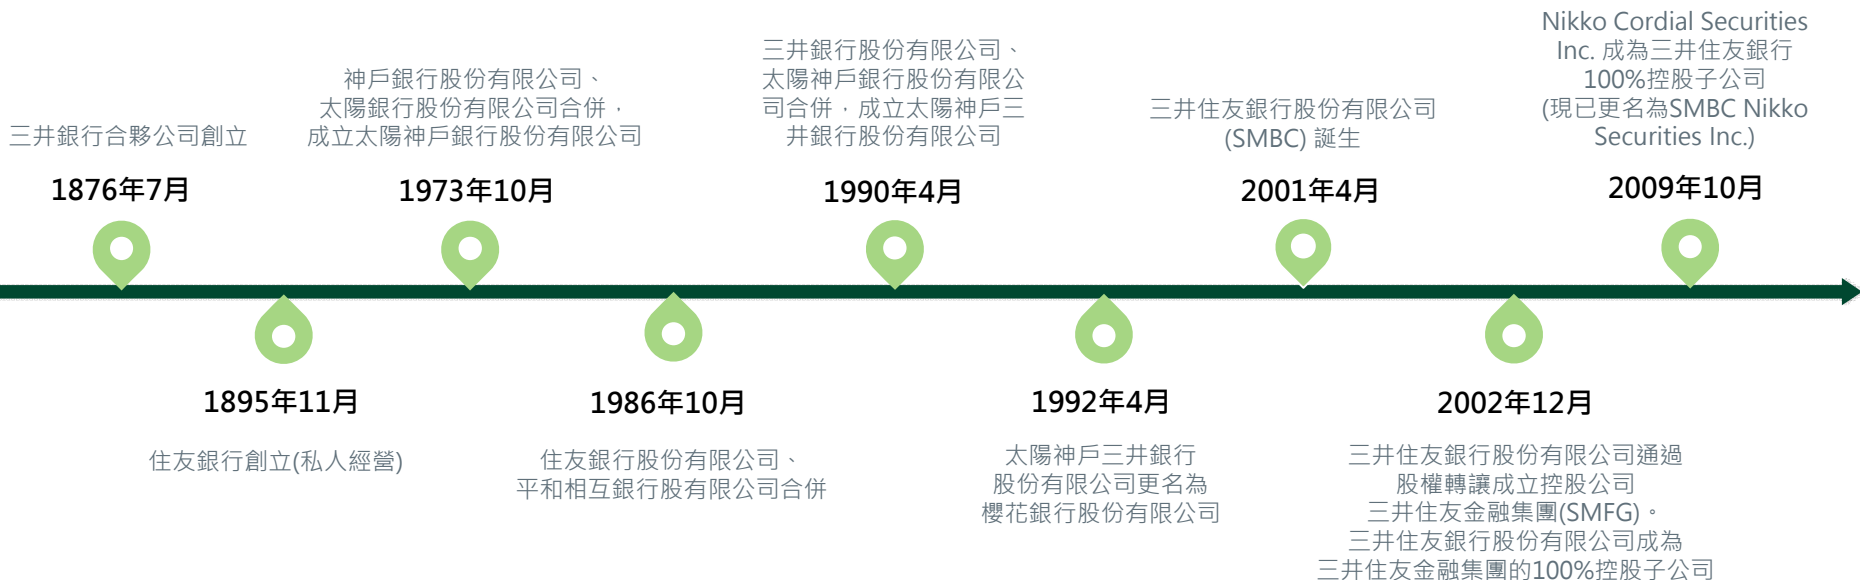 三井銀行合夥公司創立
1876年7月
神戶銀行股份有限公司、
太陽銀行股份有限公司合併，
成立太陽神戶銀行股份有限公司
1973年10月
三井銀行股份有限公司、
太陽神戶銀行股份有限公
司合併，成立太陽神戶三
井銀行股份有限公司
1990年4月
三井住友銀行股份有限公司
(SMBC) 誕生
2001年4月
Nikko Cordial Securities
Inc. 成為三井住友銀行
100%控股子公司
(現已更名為SMBC Nikko
Securities Inc.)
2009年10月
1895年11月
住友銀行創立(私人經營)
1986年10月
住友銀行股份有限公司、
平和相互銀行股有限公司合併
1992年4月
太陽神戶三井銀行
股份有限公司更名為
櫻花銀行股份有限公司
2002年12月
三井住友銀行股份有限公司通過
股權轉讓成立控股公司
三井住友金融集團(SMFG)。
三井住友銀行股份有限公司成為
三井住友金融集團的100%控股子公司